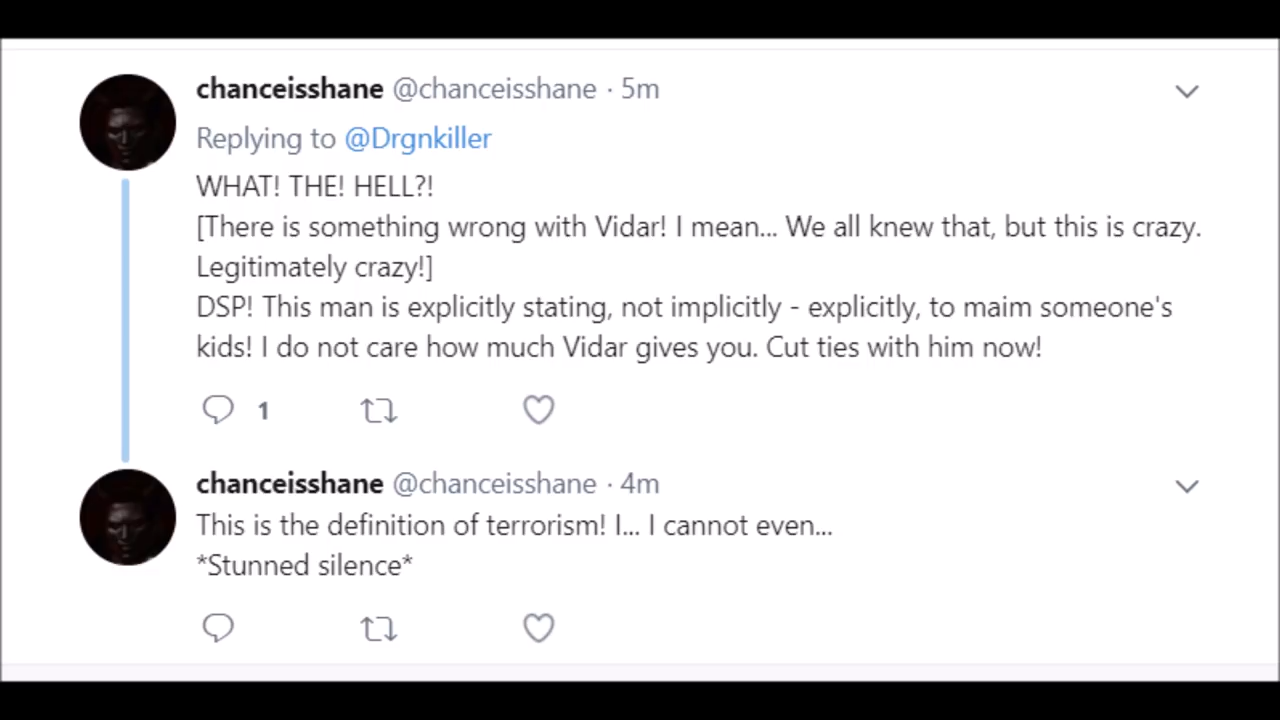 chanceisshane @chanceisshane · 5m
Replying to @Drgnkiller
WHAT! THE! HELL?!
[There is something wrong with Vidar! I mean... We all knew that, but this is crazy.
Legitimately crazy!]
DSP! This man is explicitly stating, not implicitly - explicitly, to maim someone's
kids! I do not care how much Vidar gives you. Cut ties with him now!
1
chanceisshane @chanceisshane · 4m
This is the definition of terrorism! I... I cannot even...
*Stunned silence*